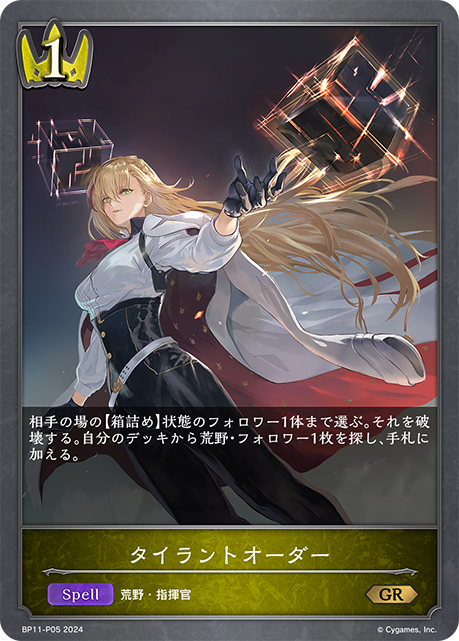 1
相手の場の【箱詰め】状態のフォロワー1体まで選ぶ。それを破
壊する。自分のデッキから荒野・フォロワー1枚を探し、手札に
加える。
タイラントオーダー
Spell 荒野・指揮官 GR
BP11-P05 2024 © Cygames, Inc.